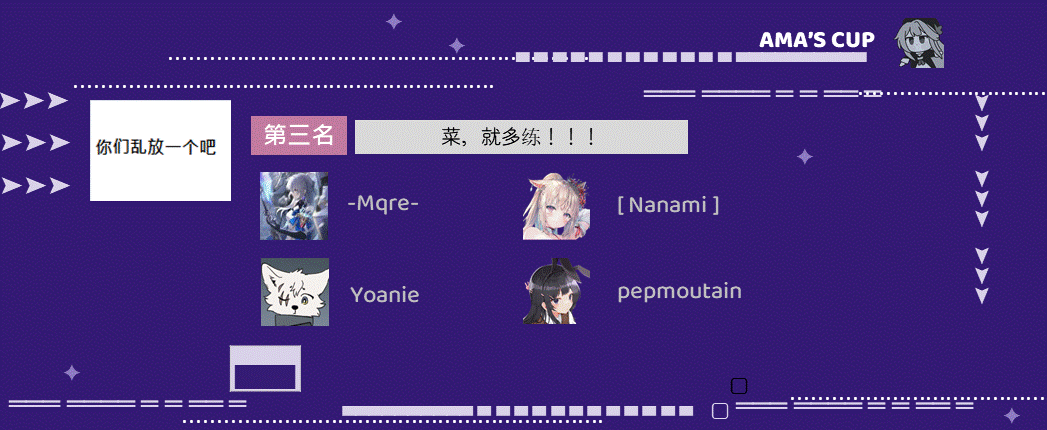 AMA'S CUP
你们乱放一个吧
第三名
菜，就多练！！！
-Mqre-
[ Nanami ]
Yoanie
pepmoutain